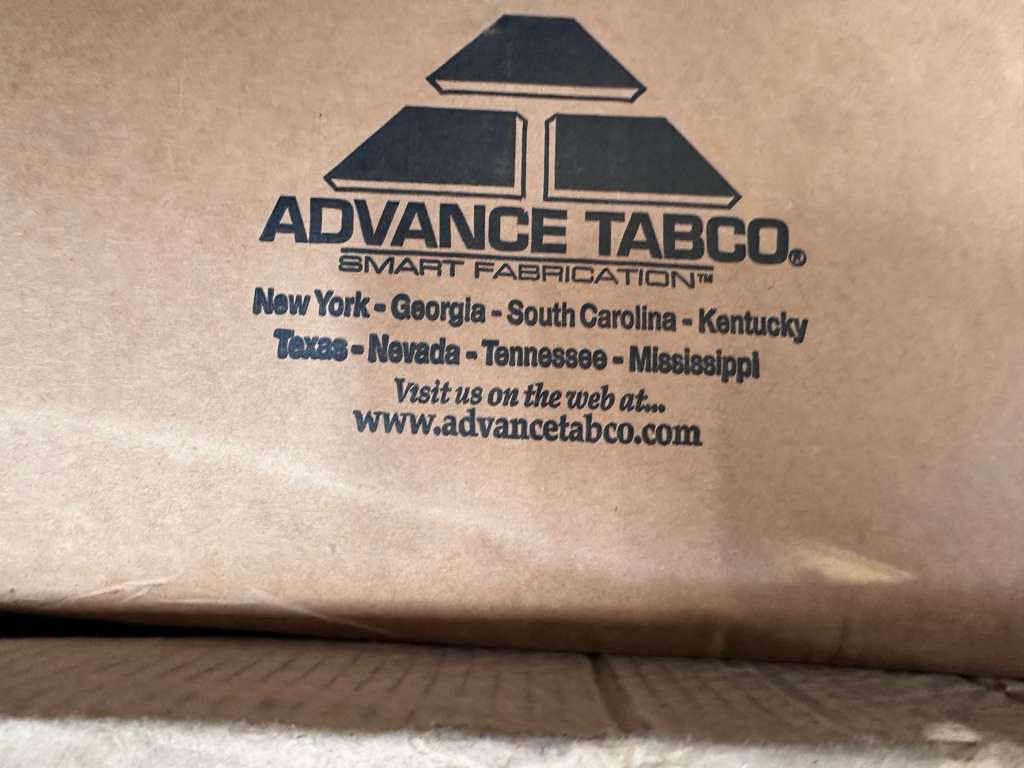 ADVANCE TABCO®
SMART FABRICATION™
New York - Georgia - South Carolina - Kentucky
Texas - Nevada - Tennessee - Mississippi
Visit us on the web at...
www.advancetabco.com